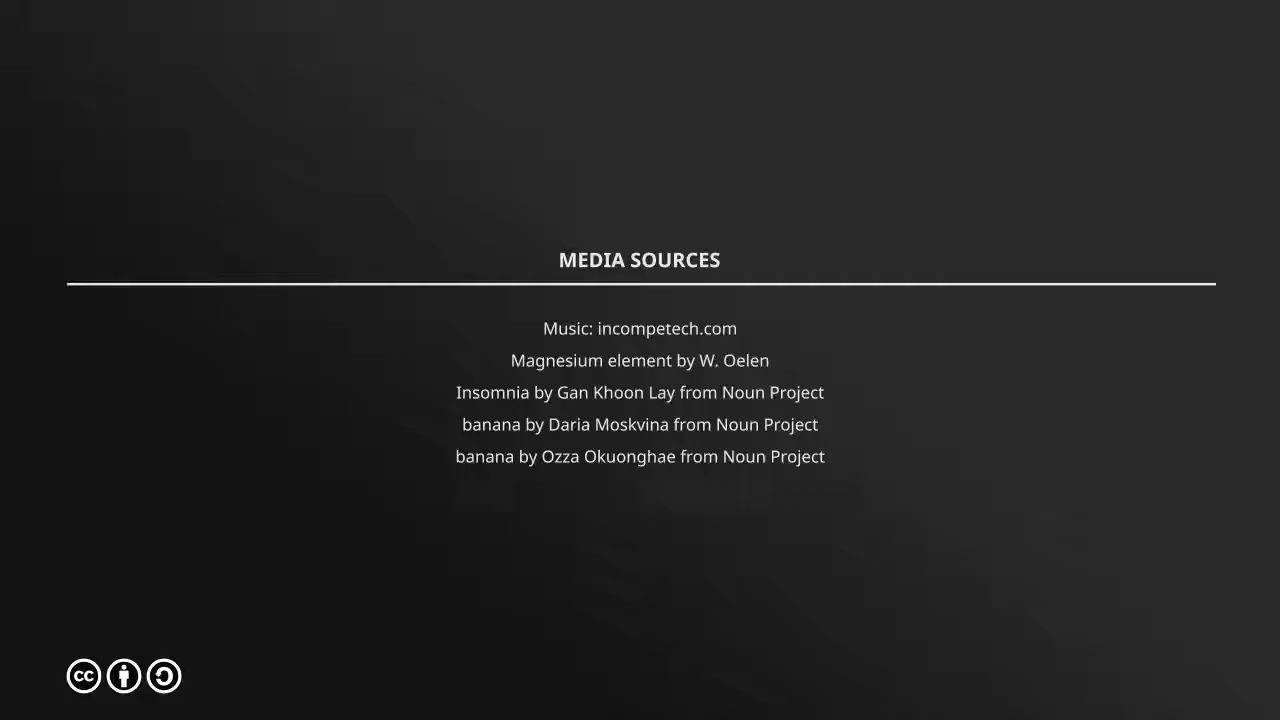 MEDIA SOURCES
Music: incompetech.com
Magnesium element by W. Oelen
Insomnia by Gan Khoon Lay from Noun Project
banana by Daria Moskvina from Noun Project
banana by Ozza Okuonghae from Noun Project
cc